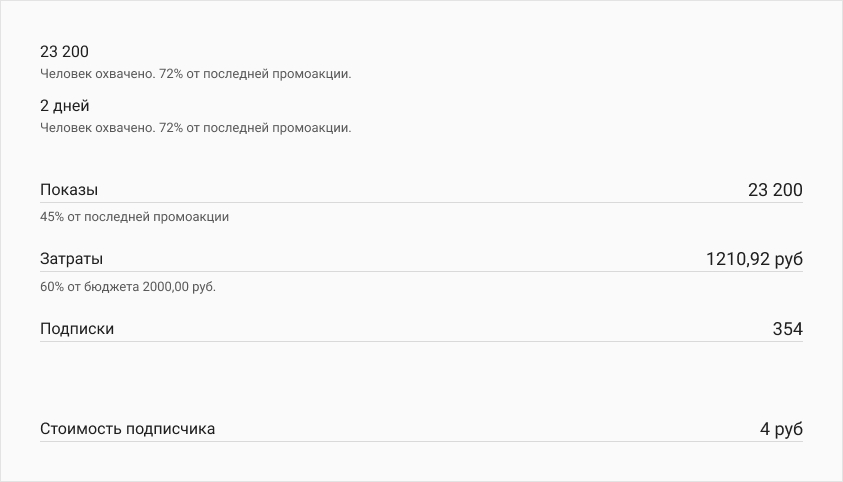 23 200
Человек охвачено. 72% от последней промоакции.
2 дней
Человек охвачено. 72% от последней промоакции.
Показы 23 200
45% от последней промоакции
Затраты 1210,92 руб
60% от бюджета 2000,00 руб.
Подписки 354
Стоимость подписчика 4 руб